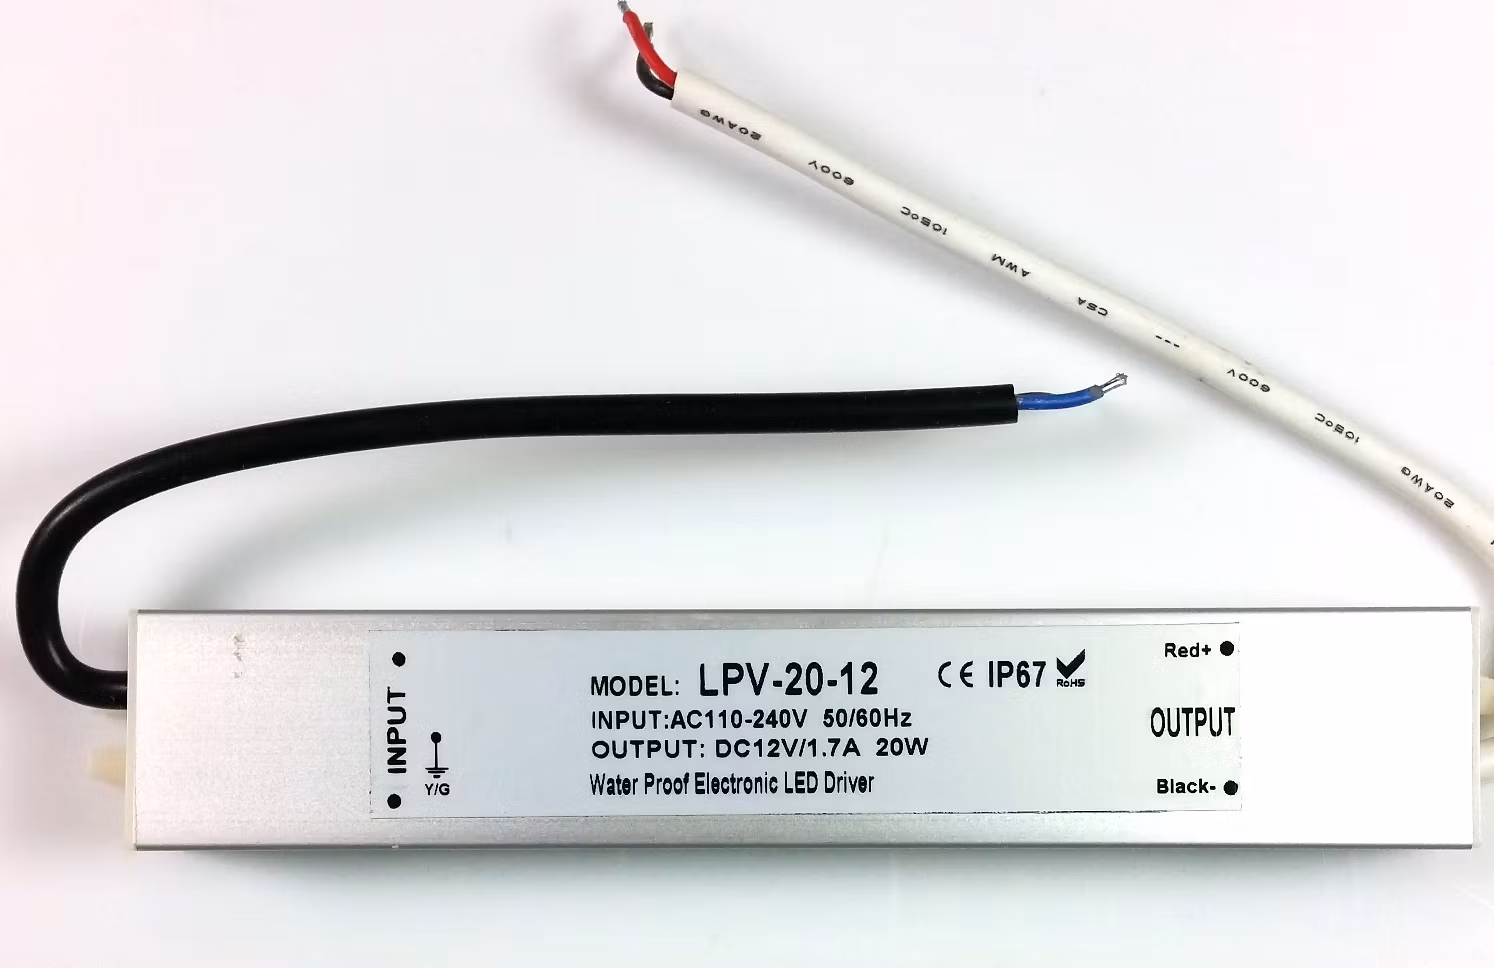 20AWG
600V
105°C
AWM
CSA
---
600V
105°C
20AWG
INPUT
Y/G
MODEL: LPV-20-12
CE IP67
RoHS
INPUT:AC110-240V 50/60Hz
OUTPUT: DC12V/1.7A 20W
Water Proof Electronic LED Driver
Red+
OUTPUT
Black-